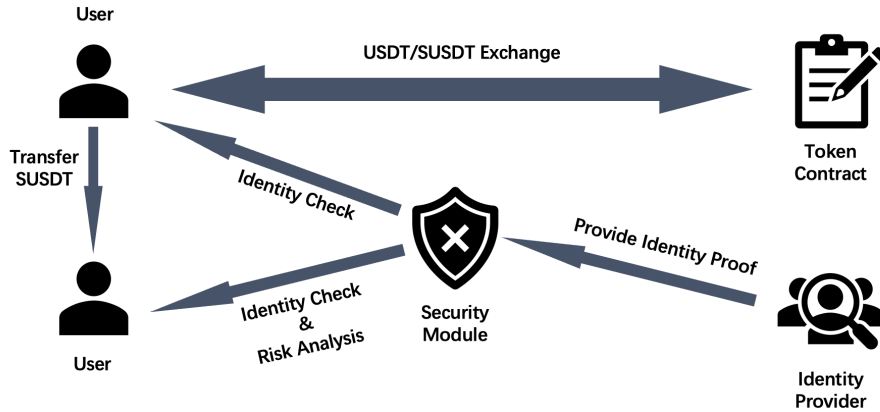 User
USDT/SUSDT Exchange
Transfer
SUSDT
Token
Contract
Identity Check
Provide Identity Proof
Identity Check
&
Risk Analysis
Security
Module
User
Identity
Provider